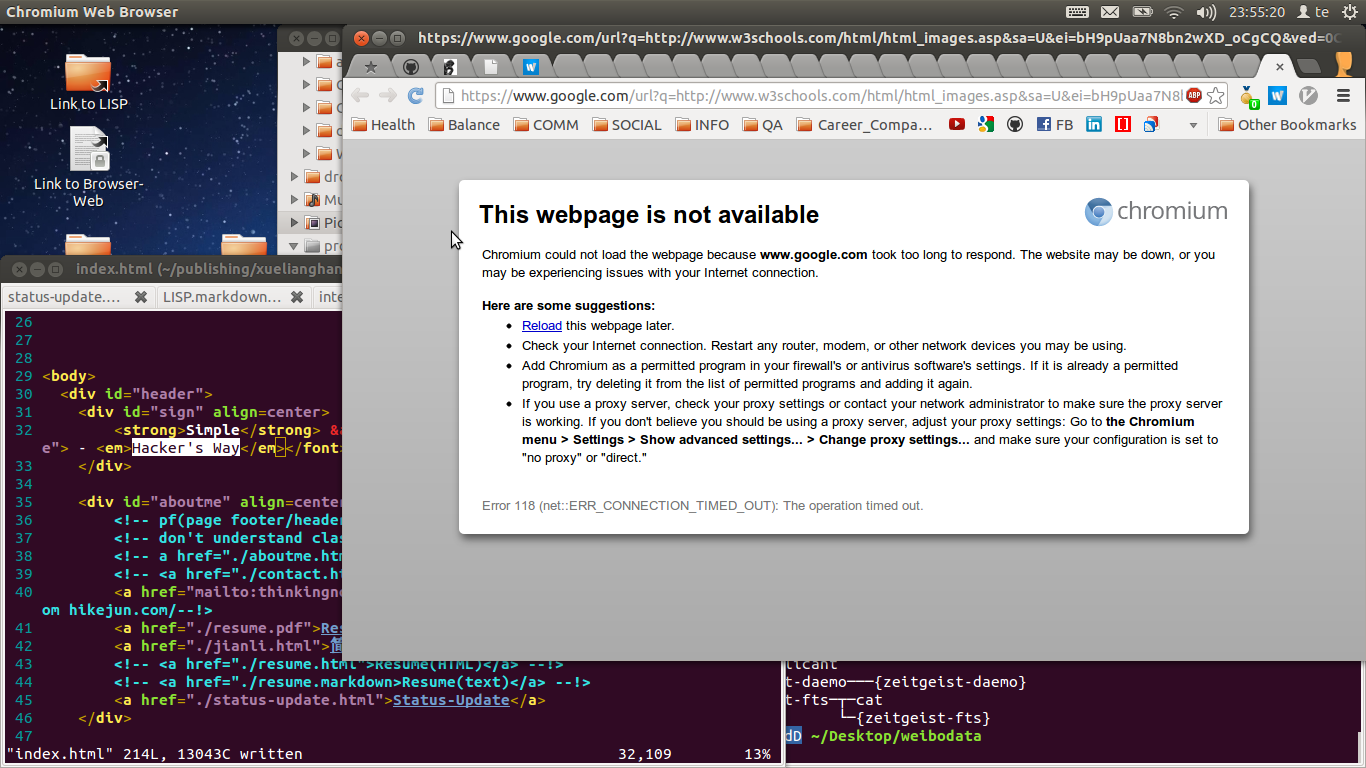 Chromium Web Browser
23:55:20
te
Link to LISP
Link to Browser-
Web
dro
Mu
Pic
pro
https://www.google.com/url?q=http://www.w3schools.com/html/html_images.asp&sa=U&ei=bH9pUaa7N8bn2wXD_oCgCQ&ved=0C
https://www.google.com/url?q=http://www.w3schools.com/html/html_images.asp&sa=U&ei=bH9pUaa7N8
ABP
0
Health
Balance
COMM
SOCIAL
INFO
QA
Career_Compa...
FB
Other Bookmarks
This webpage is not available
chromium
Chromium could not load the webpage because www.google.com took too long to respond. The website may be down, or you
may be experiencing issues with your Internet connection.
Here are some suggestions:
Reload this webpage later.
Check your Internet connection. Restart any router, modem, or other network devices you may be using.
Add Chromium as a permitted program in your firewall's or antivirus software's settings. If it is already a permitted
program, try deleting it from the list of permitted programs and adding it again.
If you use a proxy server, check your proxy settings or contact your network administrator to make sure the proxy server
is working. If you don't believe you should be using a proxy server, adjust your proxy settings: Go to the Chromium
menu > Settings > Show advanced settings... > Change proxy settings... and make sure your configuration is set to
"no proxy" or "direct."
Error 118 (net::ERR_CONNECTION_TIMED_OUT): The operation timed out.
index.html (~/publishing/xuelianghan
status-update....
LISP.markdown...
inte
26
27
28
29 <body>
30 <div id="header">
31 <div id="sign" align=center>
32 <strong>Simple</strong> &a
e"> - <em>Hacker's Way</em></font
33 </div>
34
35 <div id="aboutme" align=center
36 <!-- pf(page footer/header
37 <!-- don't understand clas
38 <!-- a href="./aboutme.htm
39 <!-- <a href="./contact.ht
40 <a href="mailto:thinkingno
om hikejun.com/--!>
41 <a href="./resume.pdf">Res
42 <a href="./jianli.html">简
43 <!-- <a href="./resume.html">Resume(HTML)</a> --!>
44 <!-- <a href="./resume.markdown>Resume(text)</a> --!>
45 <a href="./status-update.html">Status-Update</a>
46 </div>
47
"index.html" 214L, 13043C written 32,109 13%
licant
t-daemo───{zeitgeist-daemo}
t-fts─┬─cat
└─{zeitgeist-fts}
dD ~/Desktop/weibodata